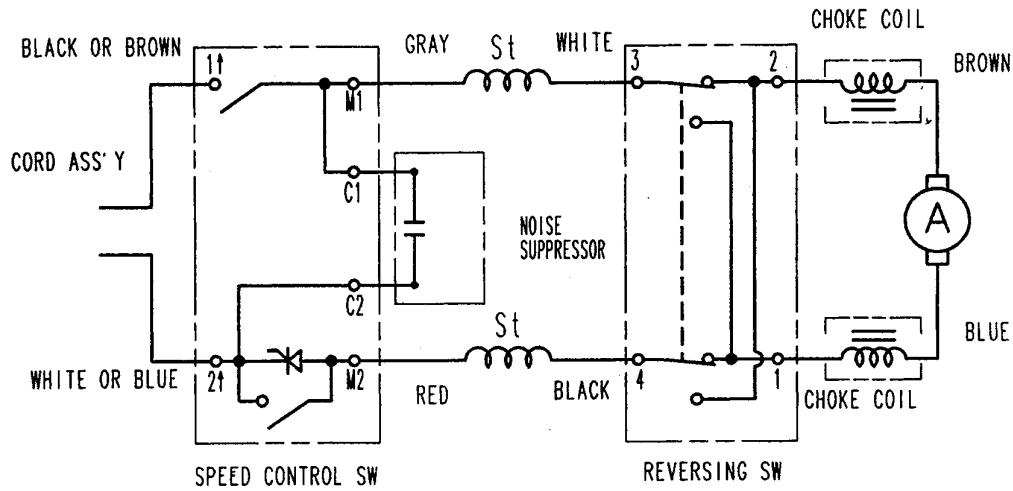 CHOKE COIL
BLACK OR BROWN
GRAY
St
WHITE
BROWN
1↑
3
2
M1
CORD ASS'Y
C1
A
NOISE
SUPPRESSOR
C2
St
BLUE
WHITE OR BLUE
2↑
M2
RED
BLACK
4
1
CHOKE COIL
SPEED CONTROL SW
REVERSING SW